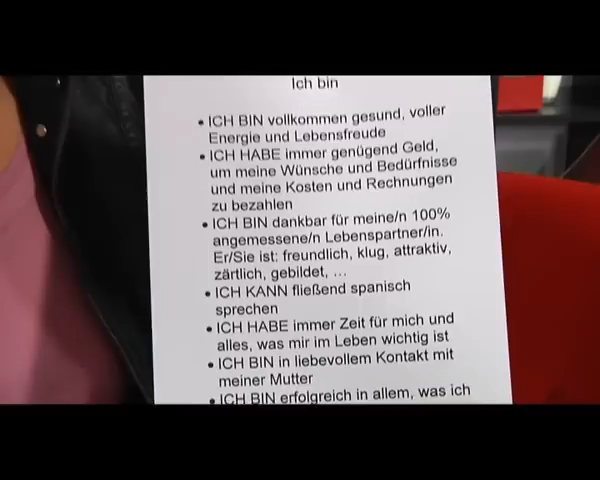 Ich bin
• ICH BIN vollkommen gesund, voller
Energie und Lebensfreude
• ICH HABE immer genügend Geld,
um meine Wünsche und Bedürfnisse
und meine Kosten und Rechnungen
zu bezahlen
• ICH BIN dankbar für meine/n 100%
angemessene/n Lebenspartner/in.
Er/Sie ist: freundlich, klug, attraktiv,
zärtlich, gebildet, …
• ICH KANN fließend spanisch
sprechen
• ICH HABE immer Zeit für mich und
alles, was mir im Leben wichtig ist
• ICH BIN in liebevollem Kontakt mit
meiner Mutter
• ICH BIN erfolgreich in allem, was ich